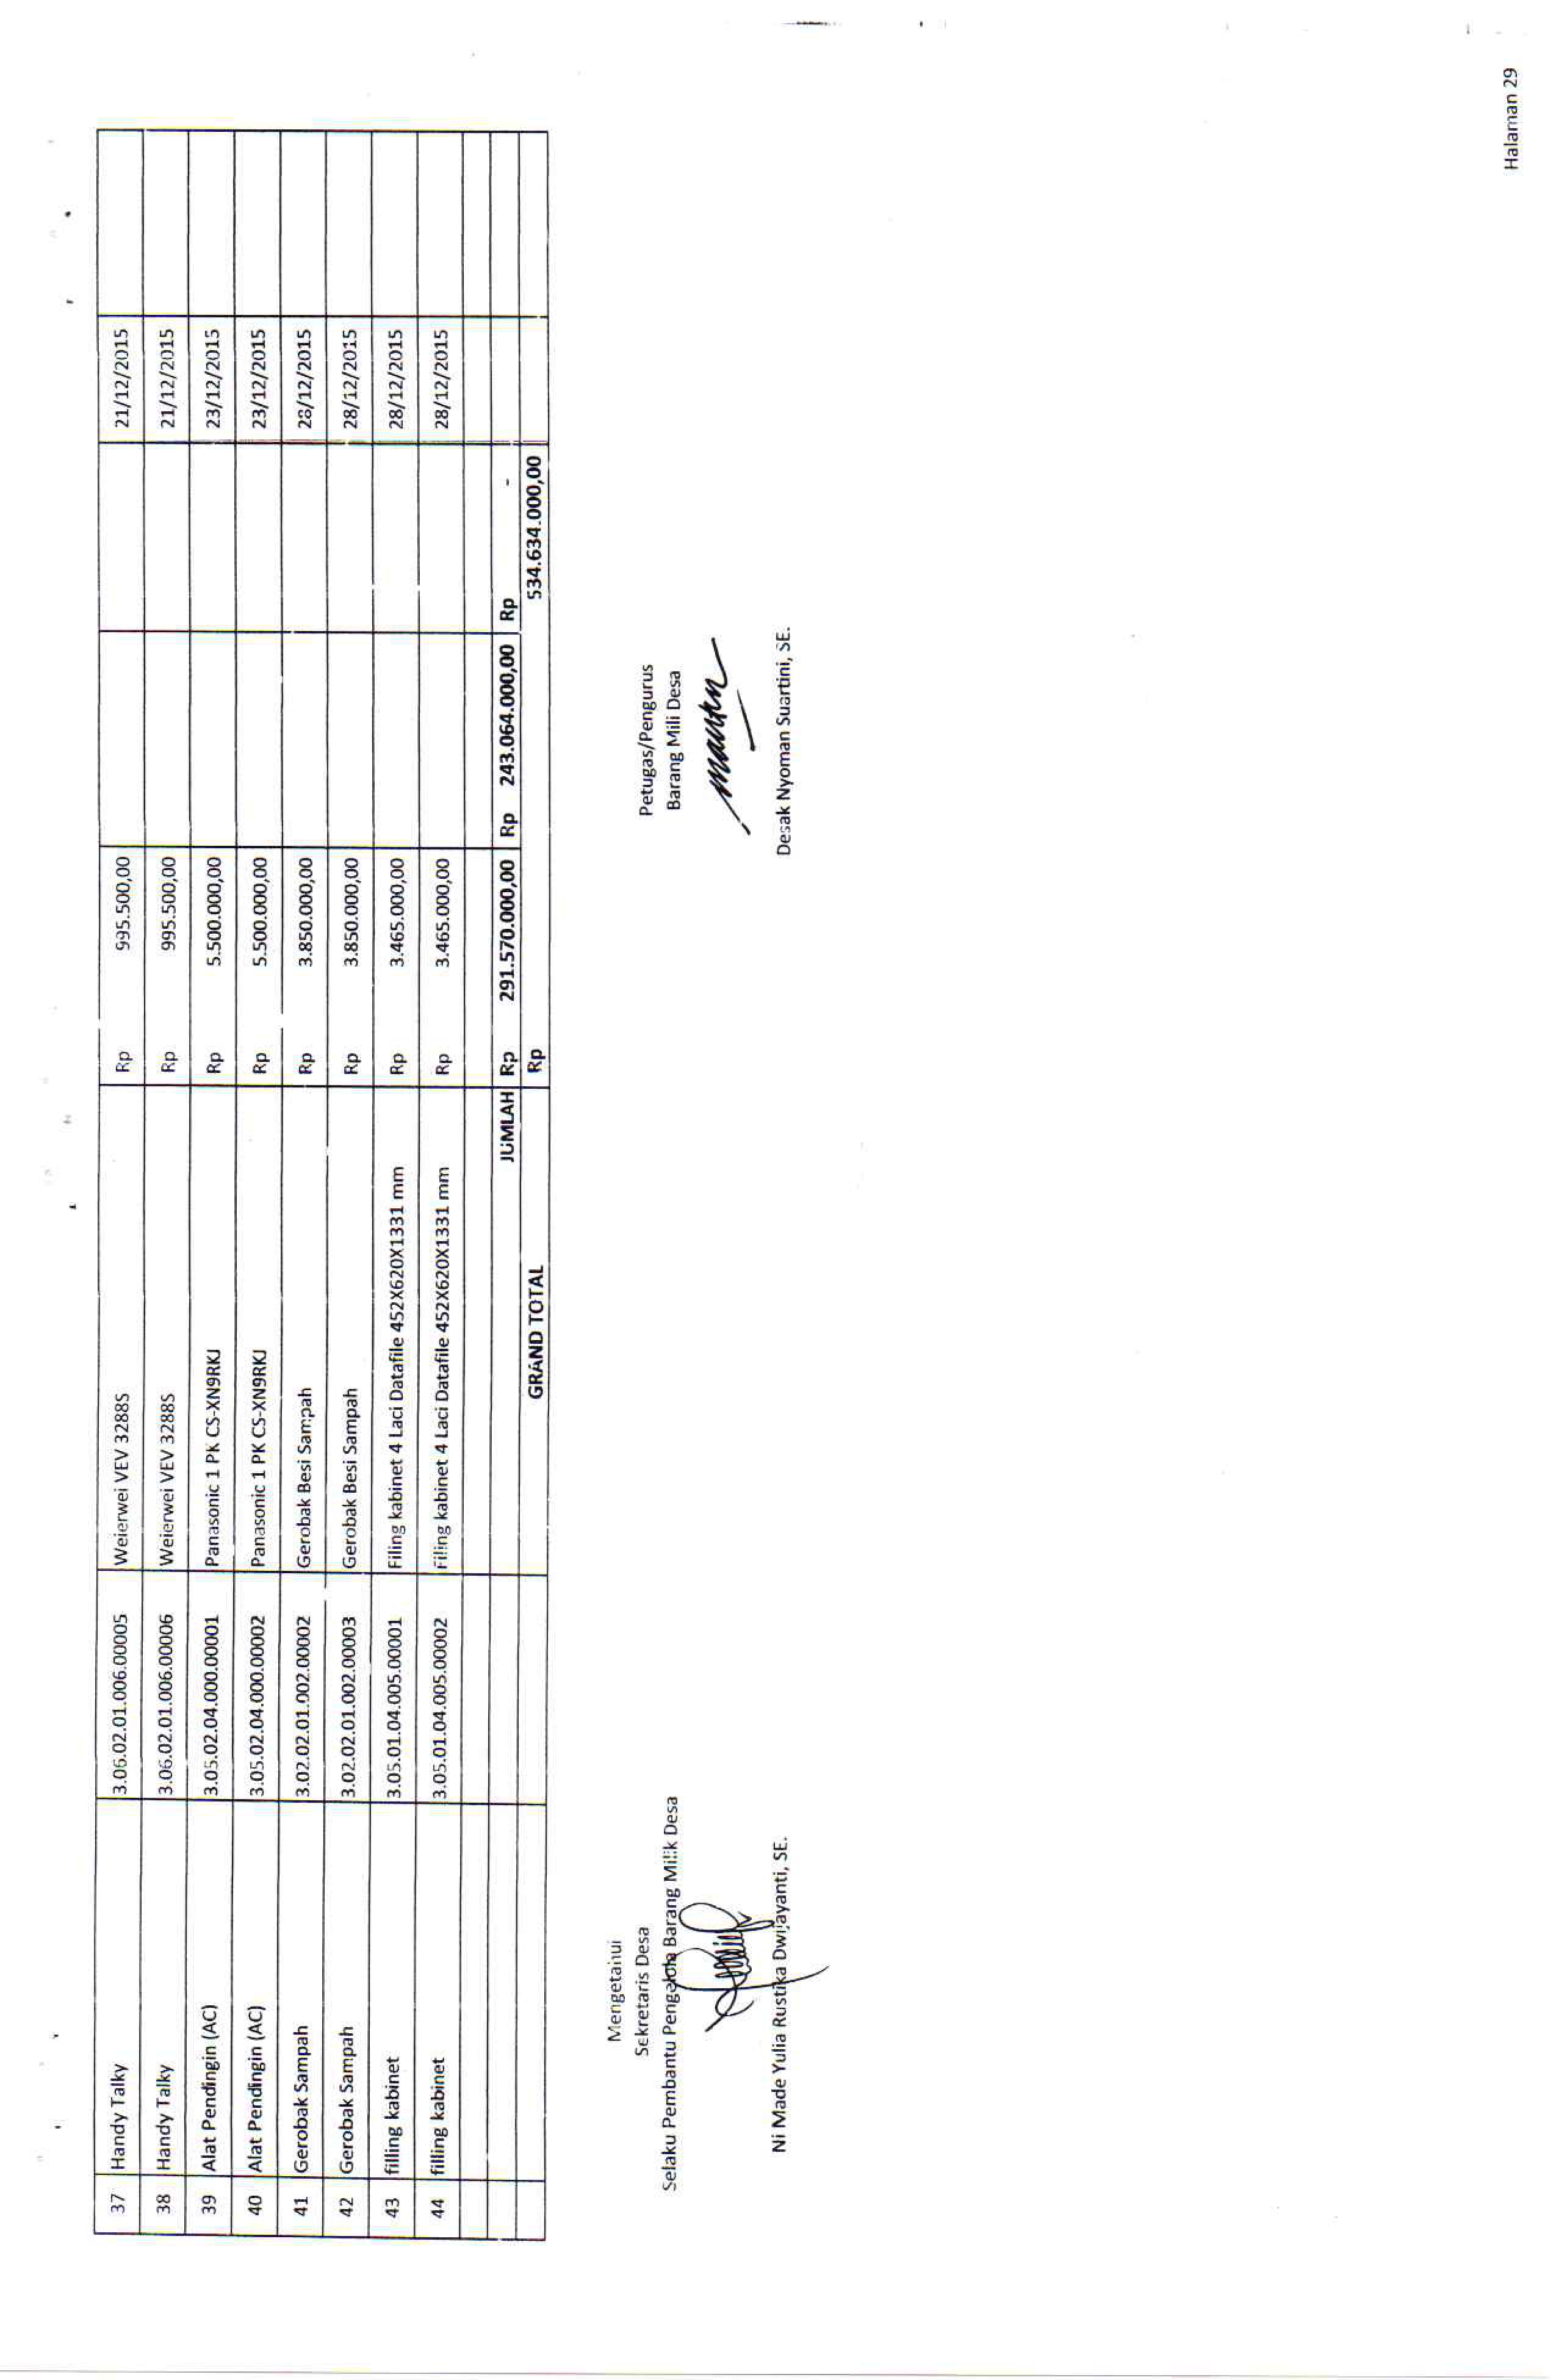 37 Handy Talky 3.06.02.01.006.00005 Weierwei VEV 3288S Rp 995.500,00 21/12/2015
38 Handy Talky 3.06.02.01.006.00006 Weierwei VEV 3288S Rp 995.500,00 21/12/2015
39 Alat Pendingin (AC) 3.05.02.04.000.00001 Panasonic 1 PK CS-XN9RKJ Rp 5.500.000,00 23/12/2015
40 Alat Pendingin (AC) 3.05.02.04.000.00002 Panasonic 1 PK CS-XN9RKJ Rp 5.500.000,00 23/12/2015
41 Gerobak Sampah 3.02.02.01.002.00002 Gerobak Besi Sampah Rp 3.850.000,00 28/12/2015
42 Gerobak Sampah 3.02.02.01.002.00003 Gerobak Besi Sampah Rp 3.850.000,00 28/12/2015
43 filling kabinet 3.05.01.04.005.00001 Filing kabinet 4 Laci Datafile 452X620X1331 mm Rp 3.465.000,00 28/12/2015
44 filling kabinet 3.05.01.04.005.00002 Filing kabinet 4 Laci Datafile 452X620X1331 mm Rp 3.465.000,00 28/12/2015
JUMLAH Rp 291.570.000,00 Rp 243.064.000,00 Rp -
GRAND TOTAL Rp 534.634.000,00
Mengetahui
Sekretaris Desa
Selaku Pembantu Pengelola Barang Milik Desa
Ni Made Yulia Rustika Dwijayanti, SE.
Petugas/Pengurus
Barang Mili Desa
Desak Nyoman Suartini, SE.
Halaman 29